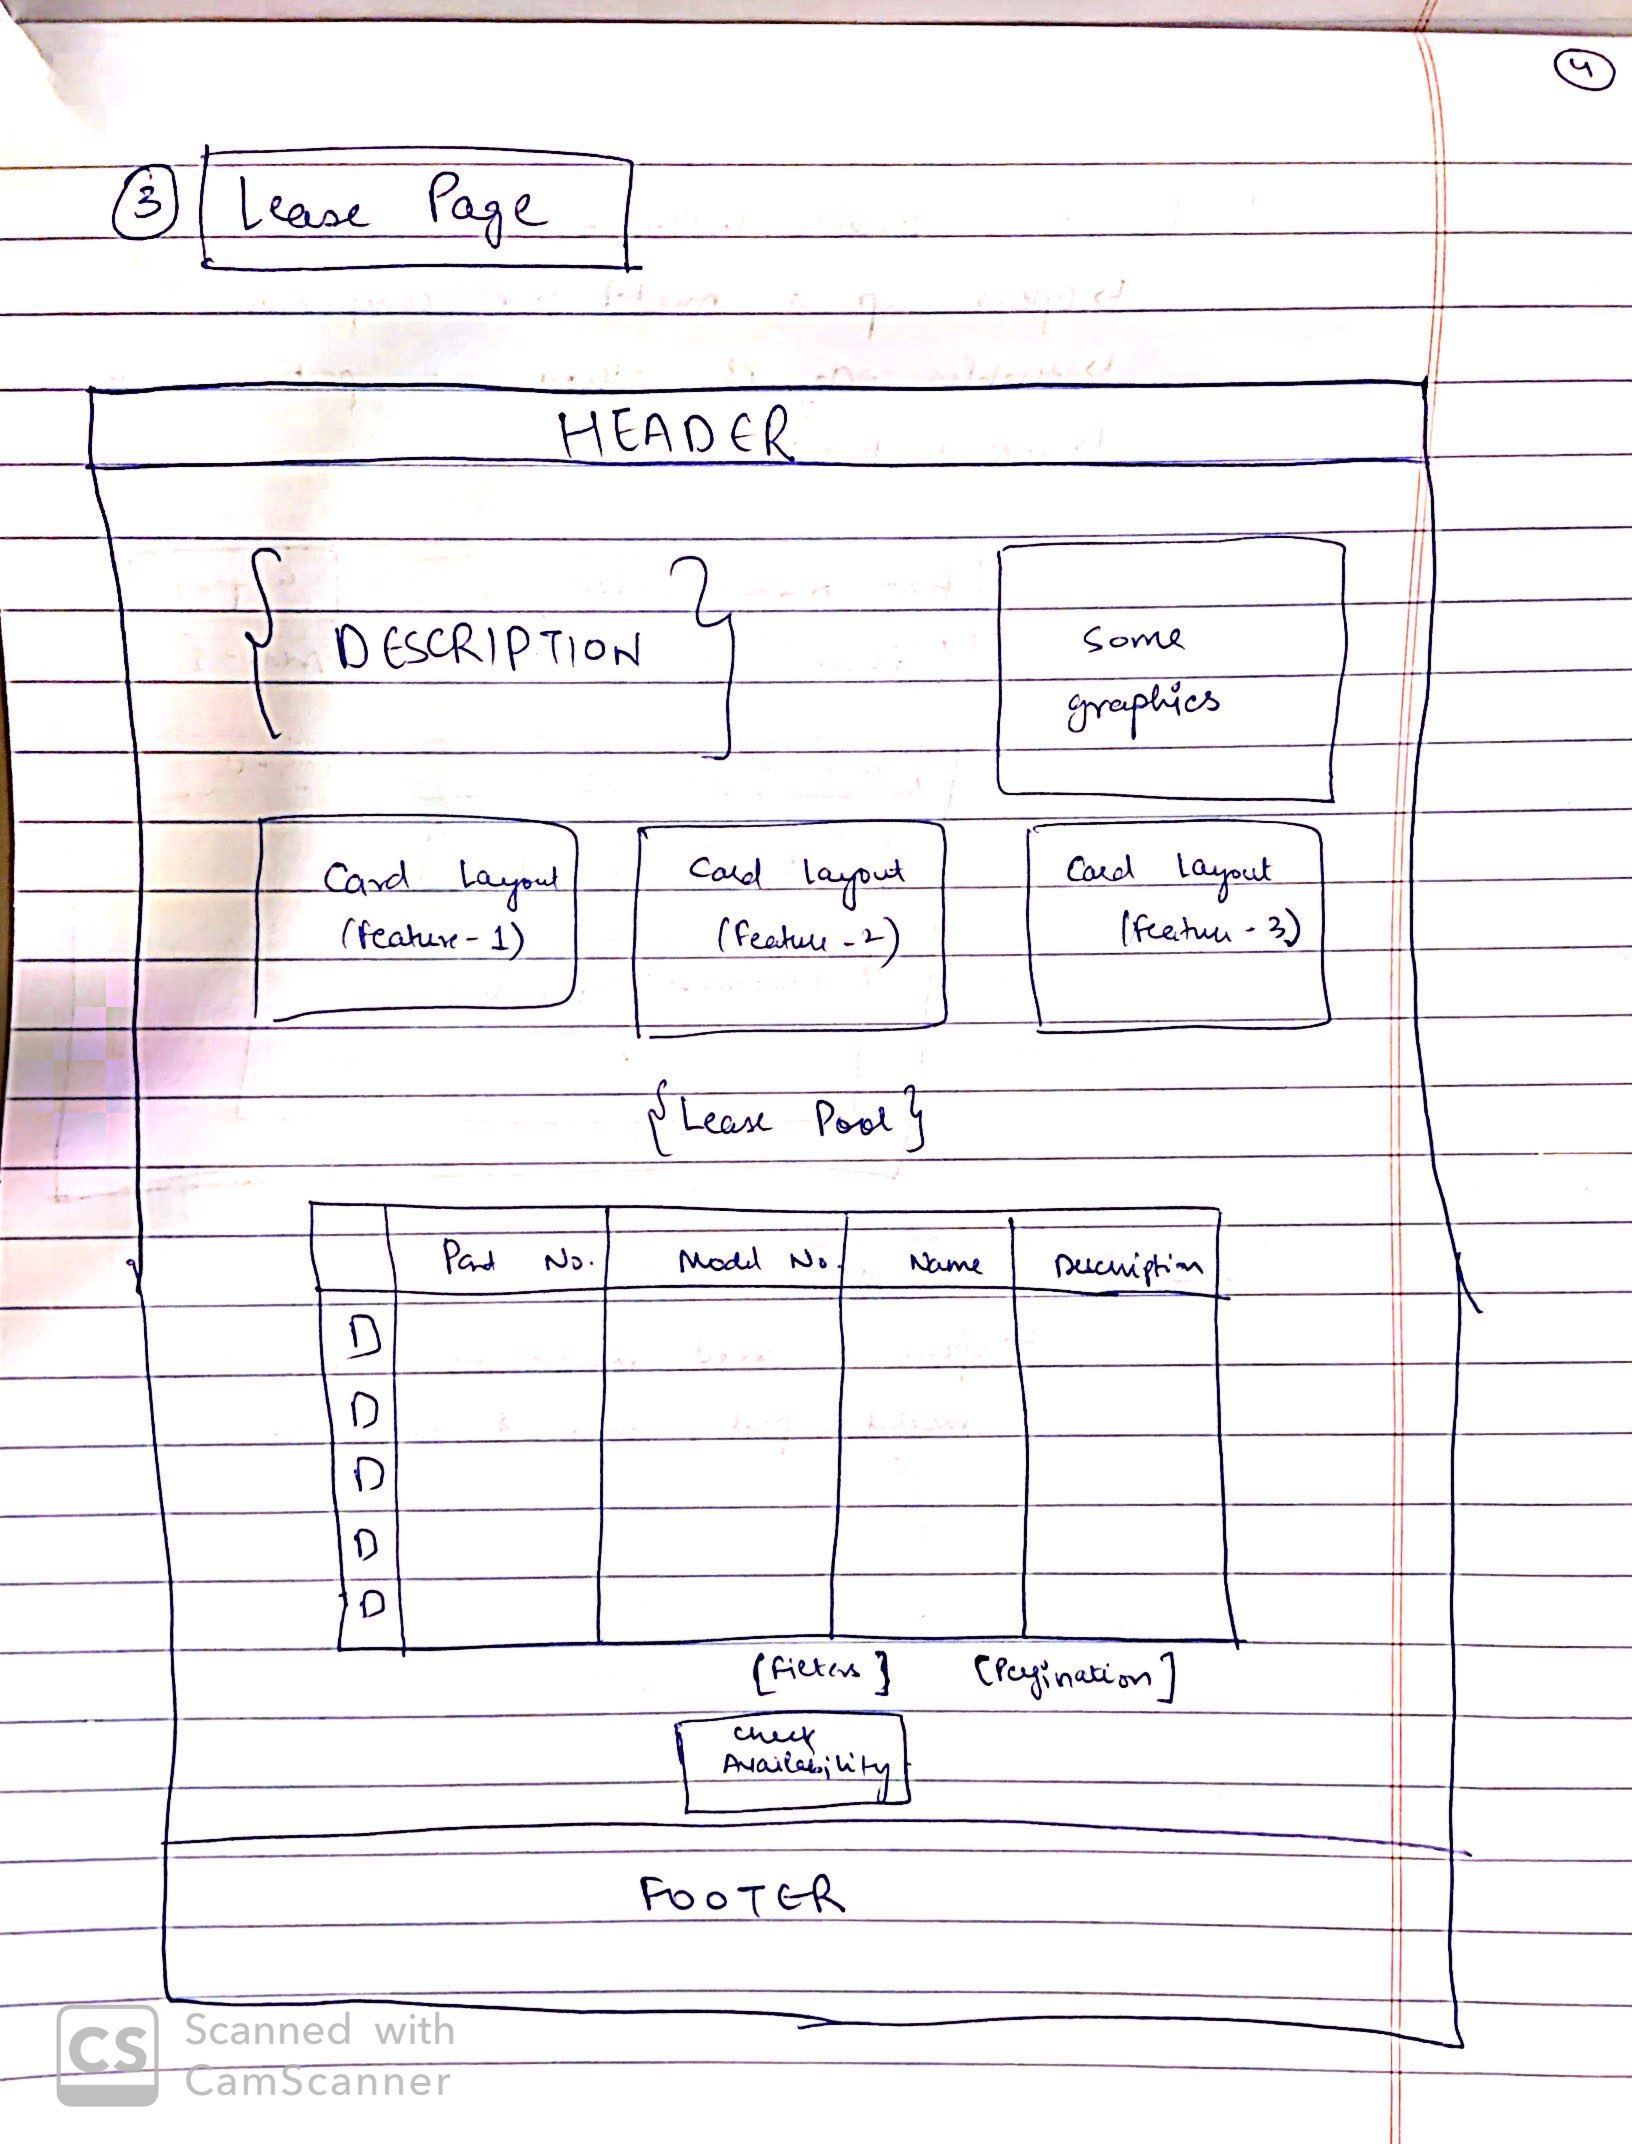 4
3 Lease Page
HEADER
{ DESCRIPTION }
some
graphics
Card Layout
(feature-1)
Card layout
(feature-2)
Card layout
(feature-3)
{Lease Pool}
Part No. Model No. Name Description
D
D
D
D
D
[Filters] [Pagination]
Check
Availability
FOOTER
CS Scanned with
CamScanner